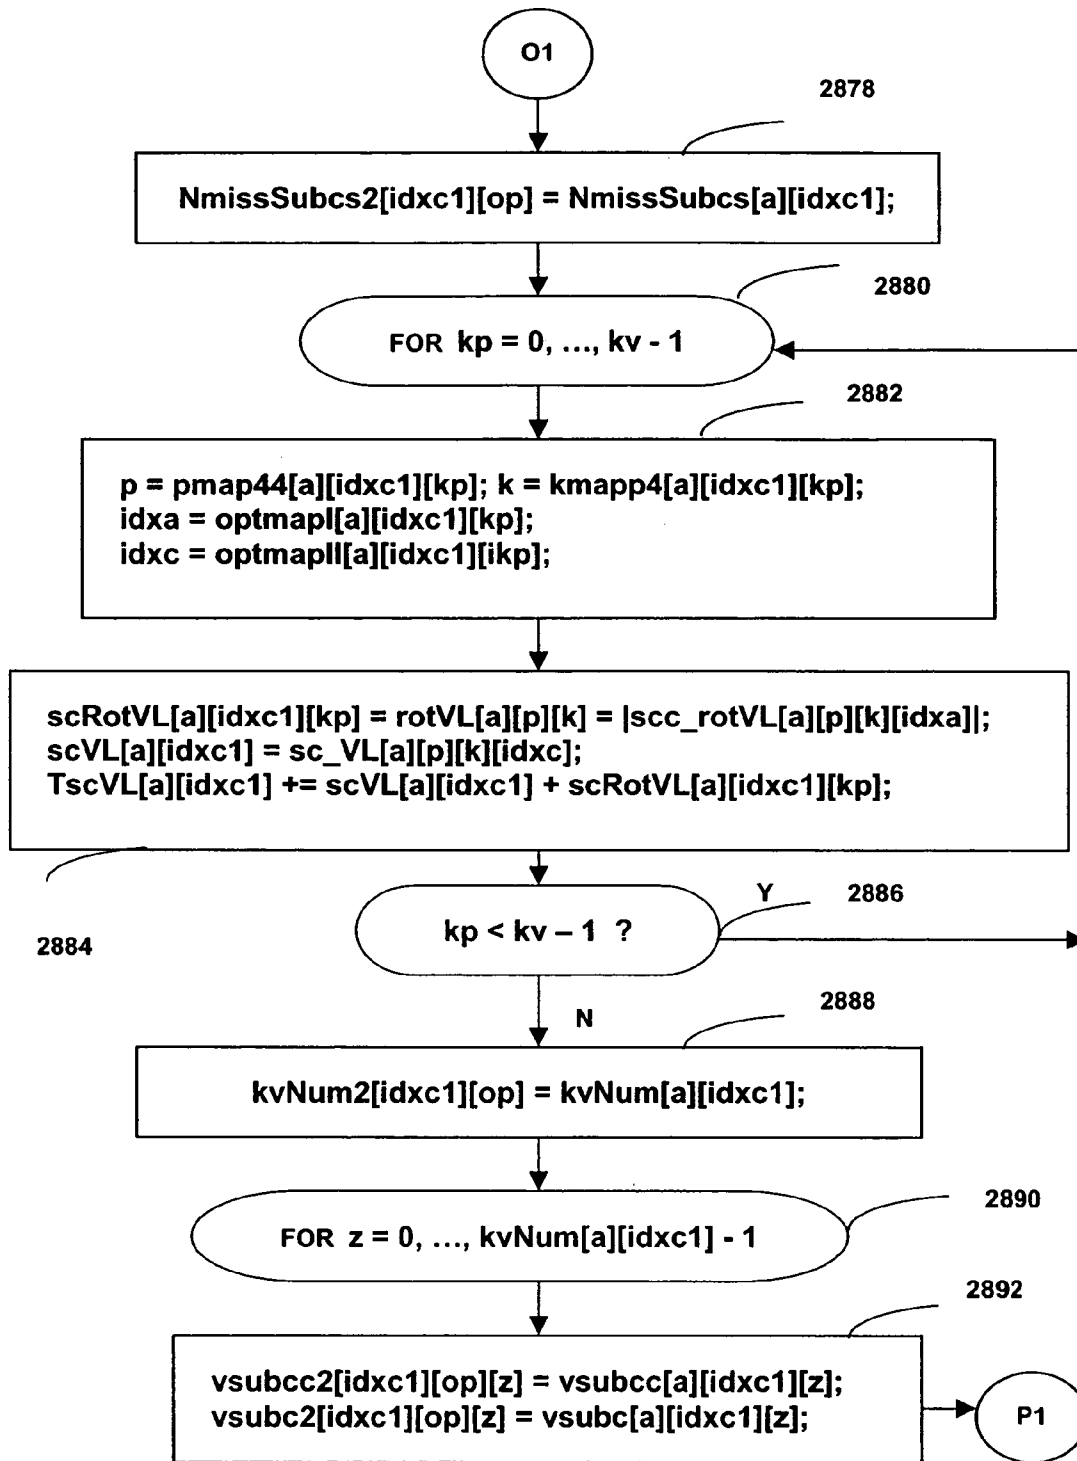 O1
2878
NmissSubcs2[idxc1][op] = NmissSubcs[a][idxc1];
2880
FOR kp = 0, ..., kv - 1
2882
p = pmap44[a][idxc1][kp]; k = kmapp4[a][idxc1][kp];
idxa = optmapI[a][idxc1][kp];
idxc = optmapII[a][idxc1][ikp];
scRotVL[a][idxc1][kp] = rotVL[a][p][k] = |scc_rotVL[a][p][k][idxa]|;
scVL[a][idxc1] = sc_VL[a][p][k][idxc];
TscVL[a][idxc1] += scVL[a][idxc1] + scRotVL[a][idxc1][kp];
2884
kp < kv – 1 ?
Y
2886
N
2888
kvNum2[idxc1][op] = kvNum[a][idxc1];
2890
FOR z = 0, ..., kvNum[a][idxc1] - 1
2892
vsubcc2[idxc1][op][z] = vsubcc[a][idxc1][z];
vsubc2[idxc1][op][z] = vsubc[a][idxc1][z];
P1